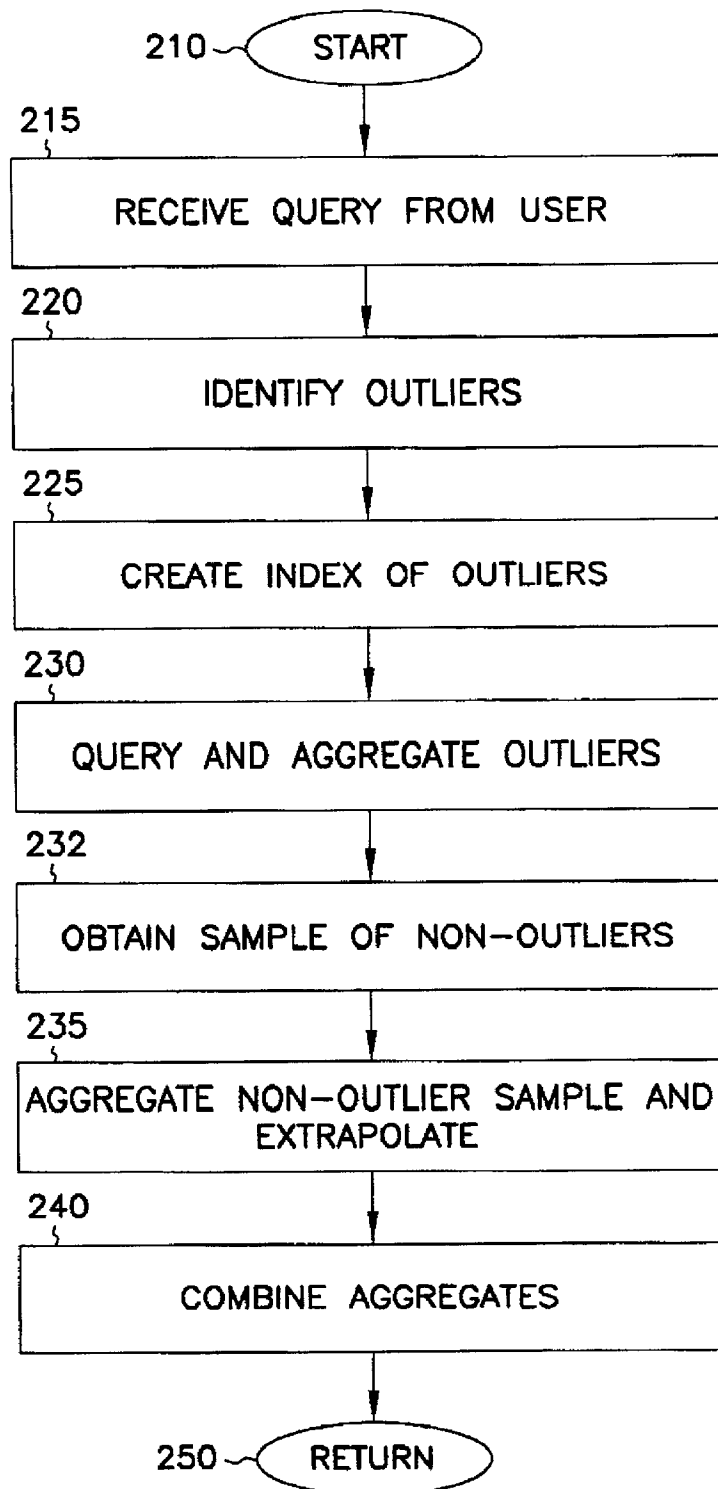 210 START
215
RECEIVE QUERY FROM USER
220
IDENTIFY OUTLIERS
225
CREATE INDEX OF OUTLIERS
230
QUERY AND AGGREGATE OUTLIERS
232
OBTAIN SAMPLE OF NON-OUTLIERS
235
AGGREGATE NON-OUTLIER SAMPLE AND
EXTRAPOLATE
240
COMBINE AGGREGATES
250 RETURN